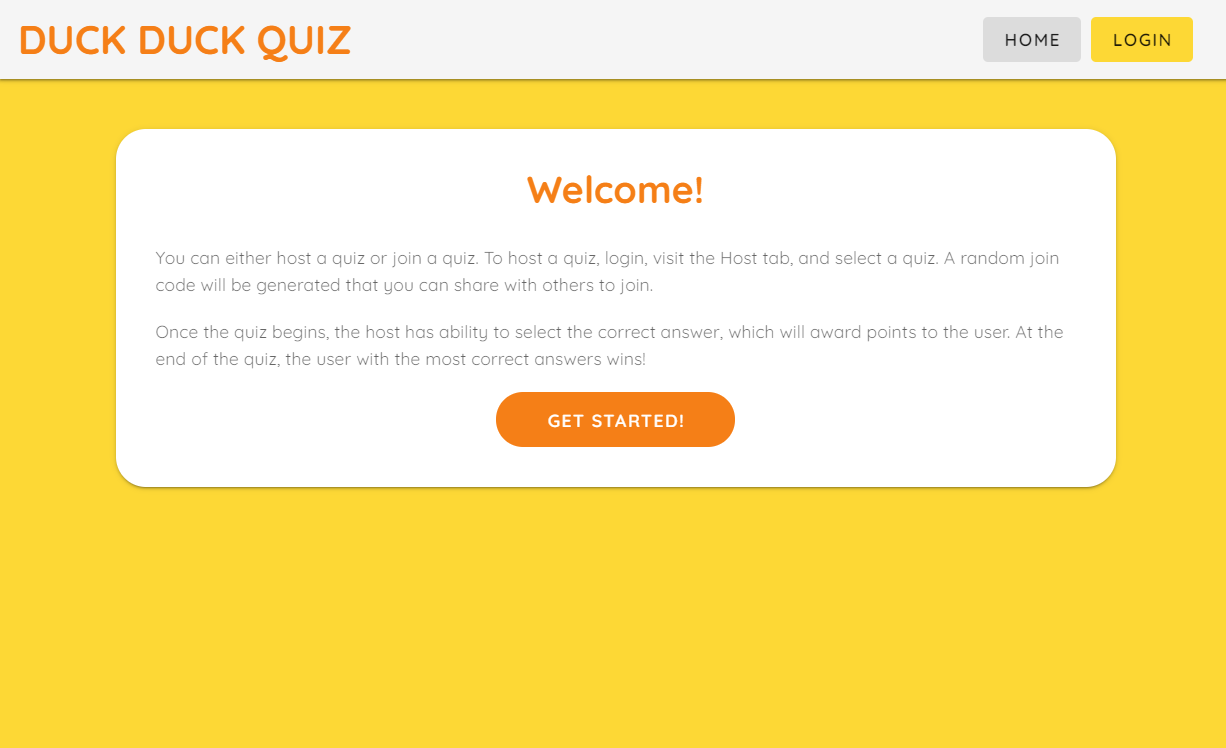 DUCK DUCK QUIZ
HOME
LOGIN
Welcome!
You can either host a quiz or join a quiz. To host a quiz, login, visit the Host tab, and select a quiz. A random join
code will be generated that you can share with others to join.
Once the quiz begins, the host has ability to select the correct answer, which will award points to the user. At the
end of the quiz, the user with the most correct answers wins!
GET STARTED!